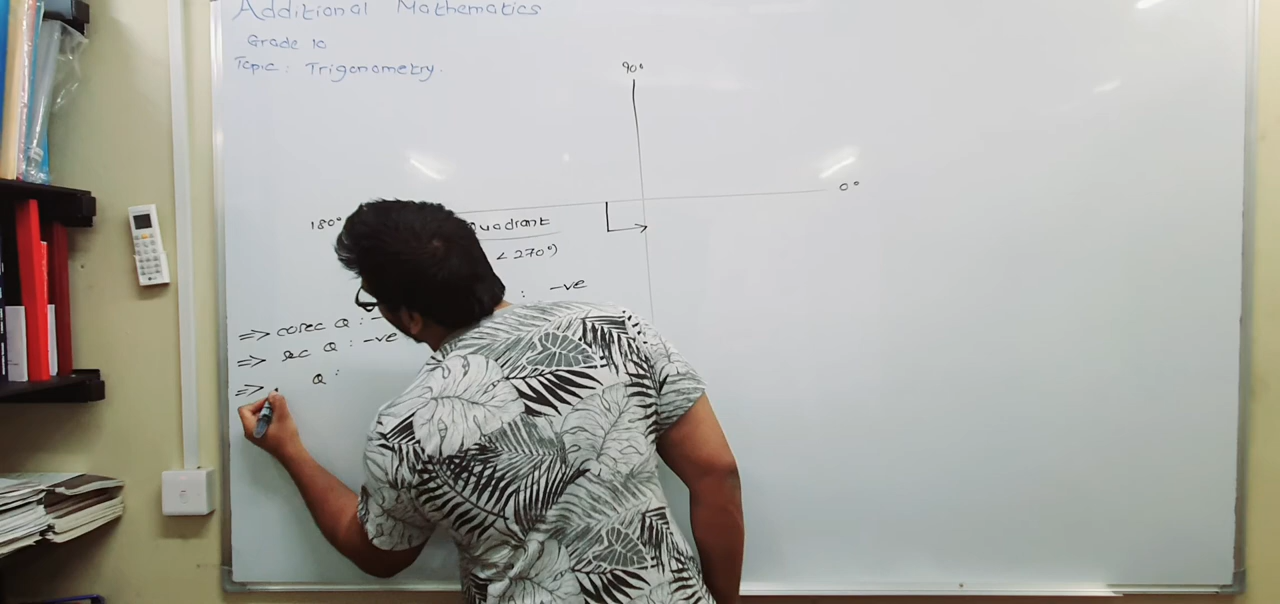 Additional Mathematics
Grade 10
Topic : Trigonometry.
90°
0°
180°
quadrant
< 270°)
: -ve
=> cosec Q : -
=> sec Q : -ve
=> Q :